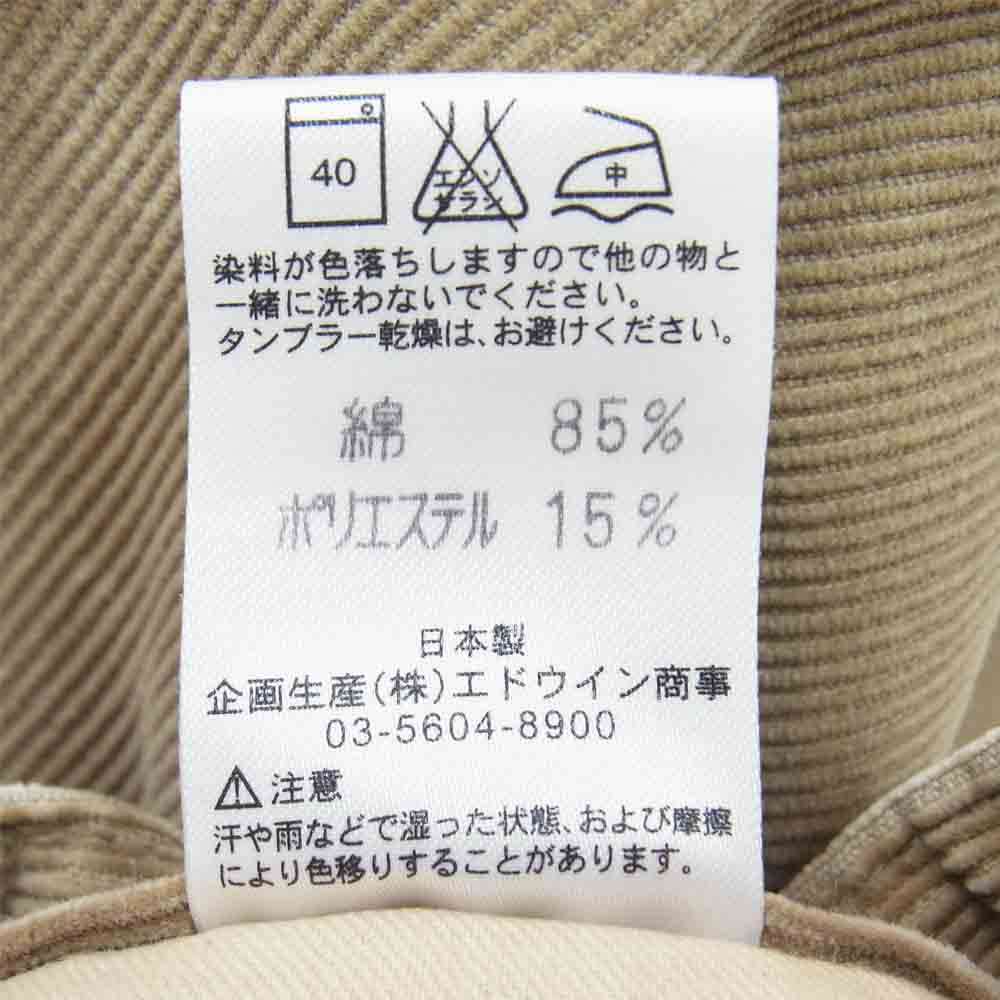 40
エンソ
サラシ
中
染料が色落ちしますので他の物と
一緒に洗わないでください。
タンブラー乾燥は、お避けください。
綿 85%
ポリエステル 15%
日本製
企画生産(株)エドウイン商事
03-5604-8900
注意
汗や雨などで湿った状態、および摩擦
により色移りすることがあります。